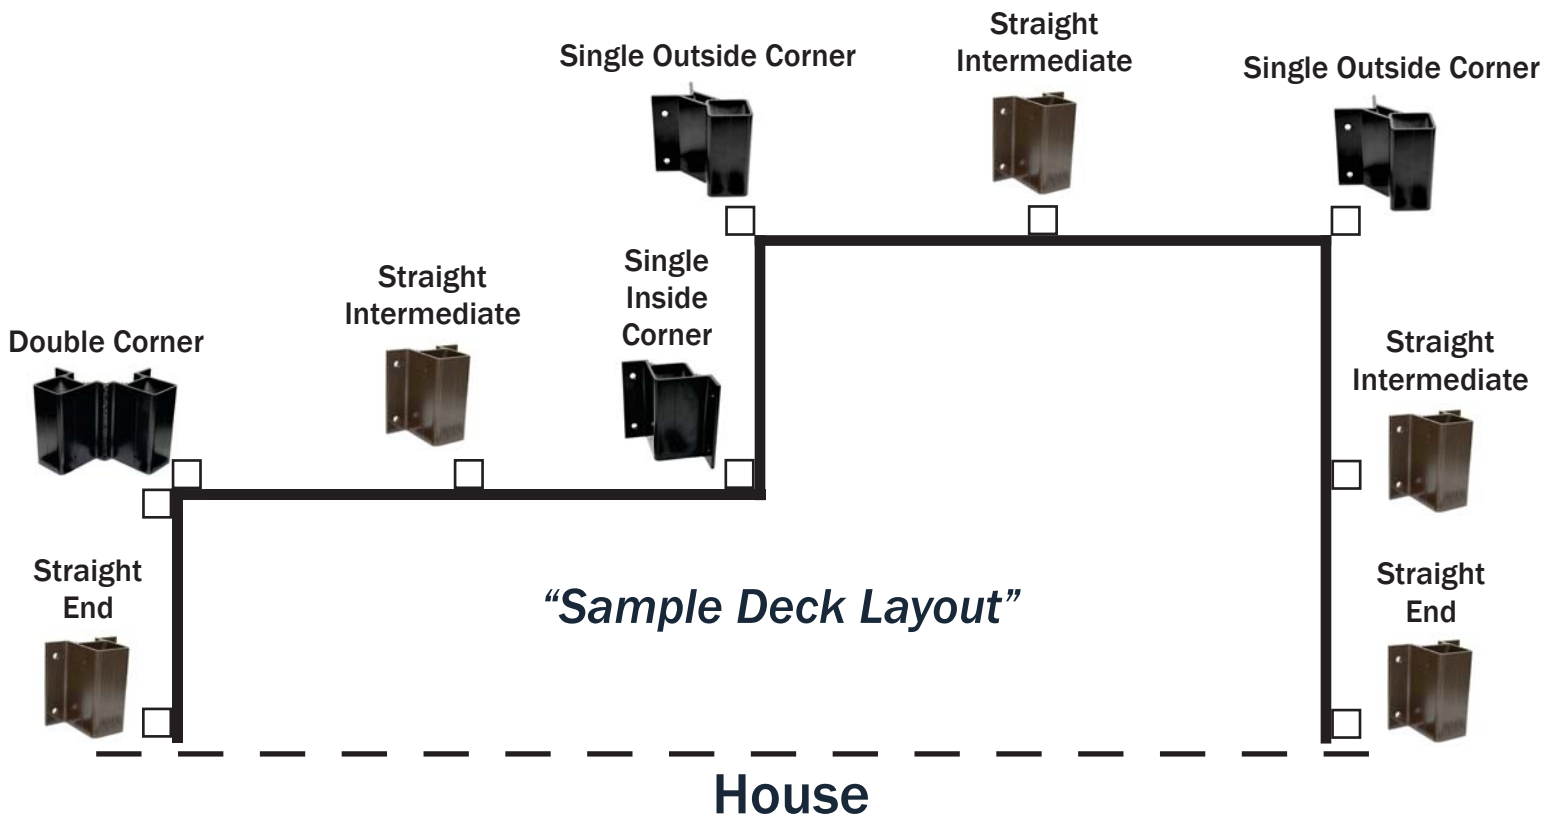 Straight
Intermediate
Single Outside Corner
Single Outside Corner
Single
Inside
Corner
Straight
Intermediate
Double Corner
Straight
Intermediate
Straight
End
“Sample Deck Layout”
Straight
End
House